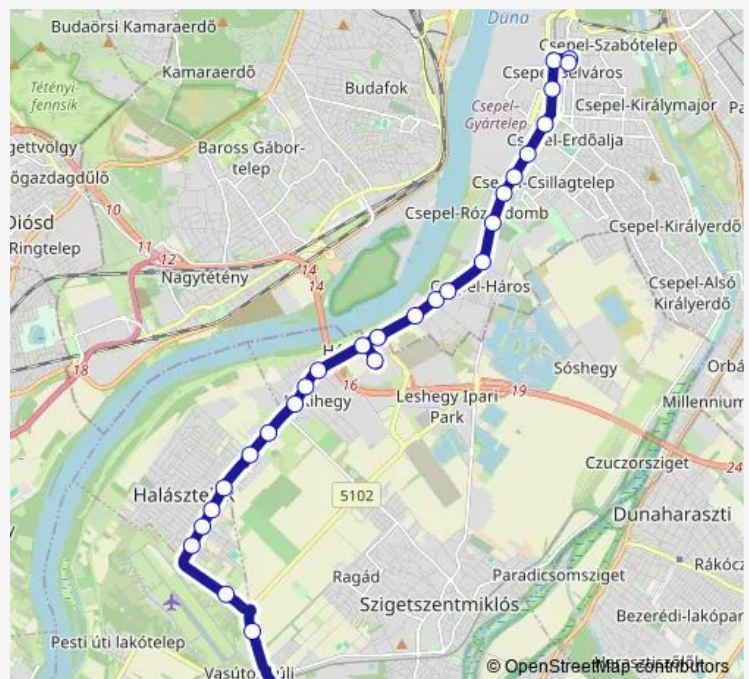 Duna
Budaörsi Kamaraerdő
Csepel-Szabótelep
Kamaraerdő
Tétényi-
fennsík
Budafok
Csepel-
Gyártelep
Csepel-Királymajor
gettvölgy
Baross Gábor-
telep
Csepel-Erdőalja
őgazdagdűlő
Csepel-Csillagtelep
10
Diósd
Ringtelep
11
12
14
14
Csepel-Királyerdő
Nagytétény
Csepel-Háros
Csepel-Alsó
Királyerdő
18
16
Sóshegy
Orbá
Leshegy Ipari
Park
19
Millennium
24
Czuczorsziget
5102
Dunaharaszti
Ragád
Paradicsomsziget
Rákócz
Szigetszentmiklós
Bezerédi-lakópar
Pesti úti lakótelep
© OpenStreetMap contributors